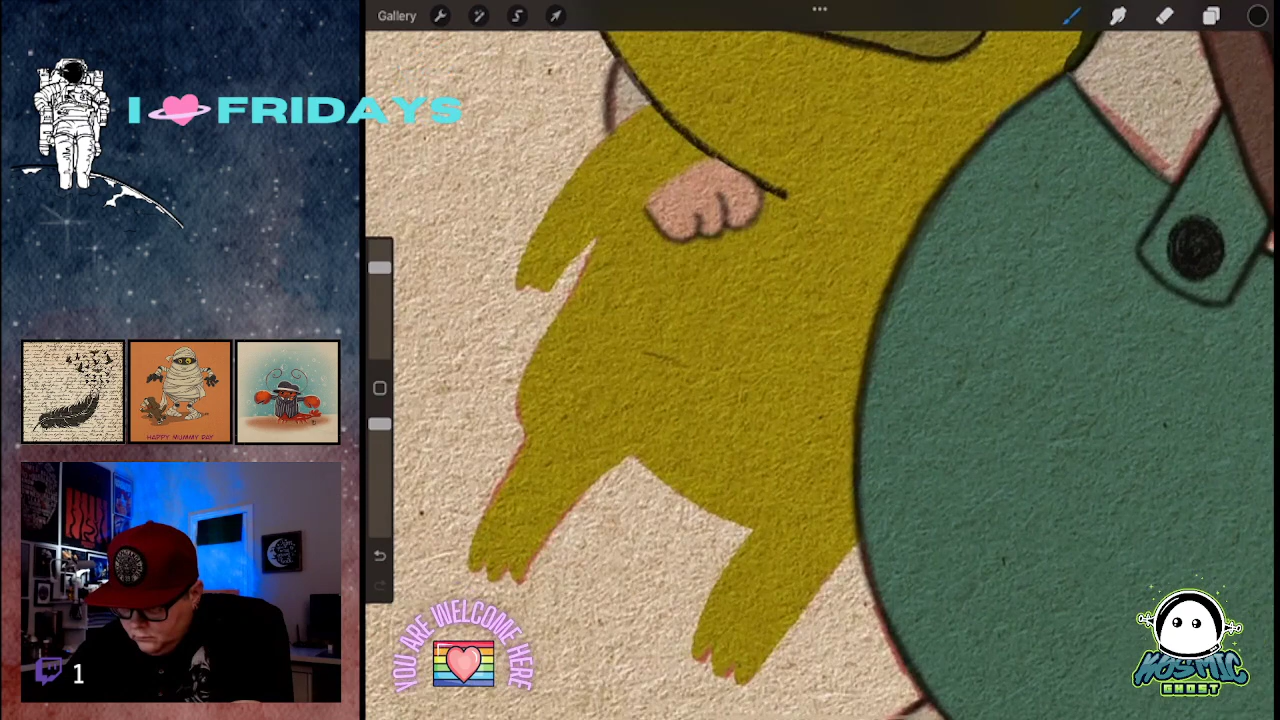 Gallery
I FRIDAYS
HAPPY MUMMY DAY
1
YOU ARE WELCOME HERE
KOSMIC
GHOST